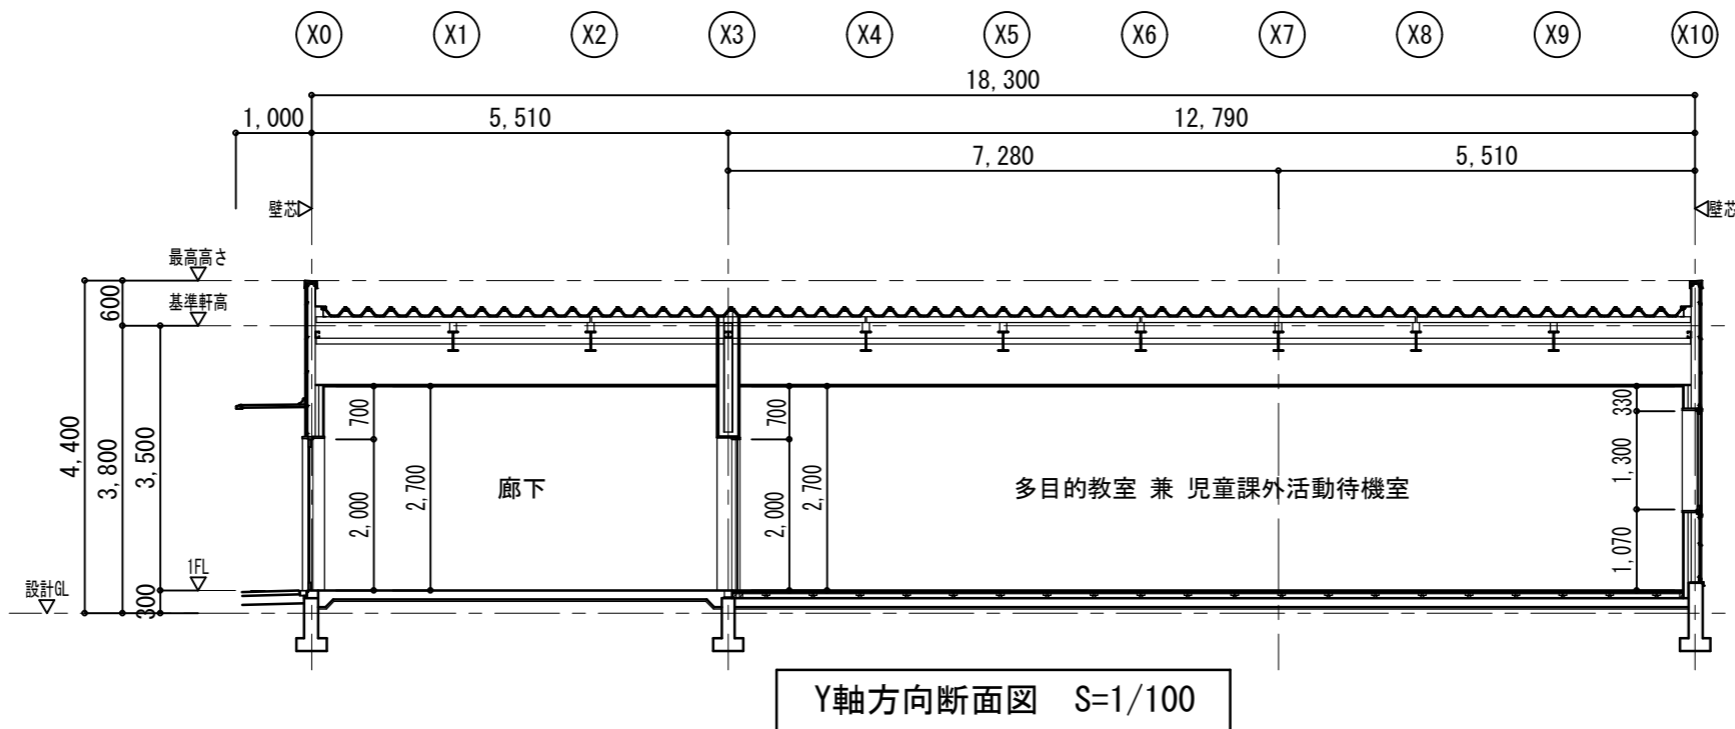 X0 X1 X2 X3 X4 X5 X6 X7 X8 X9 X10
18,300
1,000 5,510 12,790
7,280 5,510
壁芯 壁芯
最高高さ
基準軒高
600
4,400
3,800
3,500
300
700
2,000
2,700
廊下
700
2,000
2,700
多目的教室 兼 児童課外活動待機室
330
1,300
1,070
1FL
設計GL
Y軸方向断面図 S=1/100